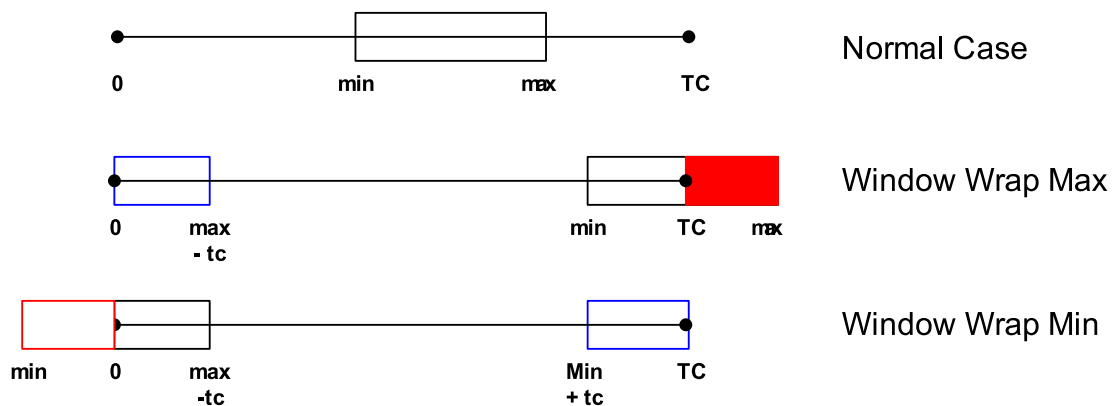 Normal Case
0 min max TC
Window Wrap Max
0 max min TC max
- tc
Window Wrap Min
min 0 max Min TC
-tc + tc